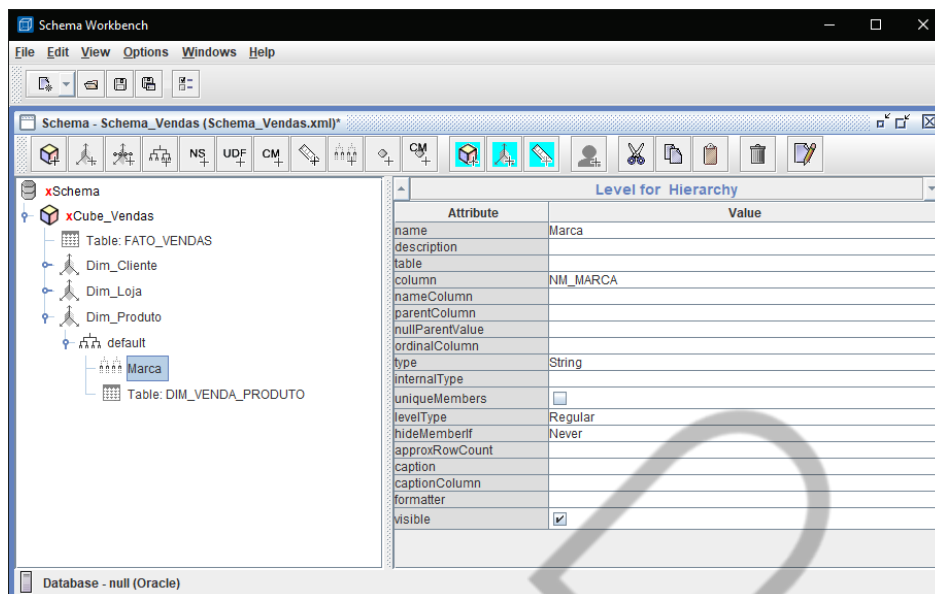 Schema Workbench
File Edit View Options Windows Help
Schema - Schema_Vendas (Schema_Vendas.xml)*
NS UDF CM CM
xSchema
xCube_Vendas
Table: FATO_VENDAS
Dim_Cliente
Dim_Loja
Dim_Produto
default
Marca
Table: DIM_VENDA_PRODUTO
Level for Hierarchy
Attribute Value
name Marca
description
table
column NM_MARCA
nameColumn
parentColumn
nullParentValue
ordinalColumn
type String
internalType
uniqueMembers
levelType Regular
hideMemberIf Never
approxRowCount
caption
captionColumn
formatter
visible
Database - null (Oracle)